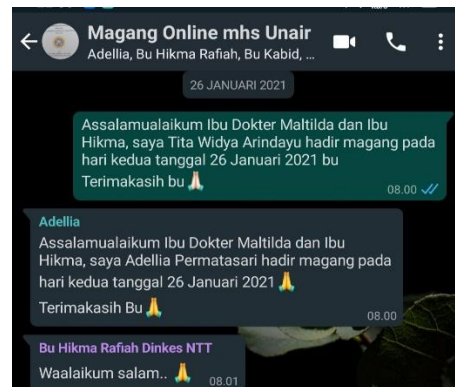 Magang Online mhs Unair
Adellia, Bu Hikma Rafiah, Bu Kabid, ...
26 JANUARI 2021
Assalamualaikum Ibu Dokter Maltilda dan Ibu
Hikma, saya Tita Widya Arindayu hadir magang pada
hari kedua tanggal 26 Januari 2021 bu
Terimakasih bu 🙏🏻
08.00
Adellia
Assalamualaikum Ibu Dokter Maltilda dan Ibu
Hikma, saya Adellia Permatasari hadir magang pada
hari kedua tanggal 26 Januari 2021 🙏
Terimakasih Bu 🙏
08.00
Bu Hikma Rafiah Dinkes NTT
Waalaikum salam.. 🙏
08.01